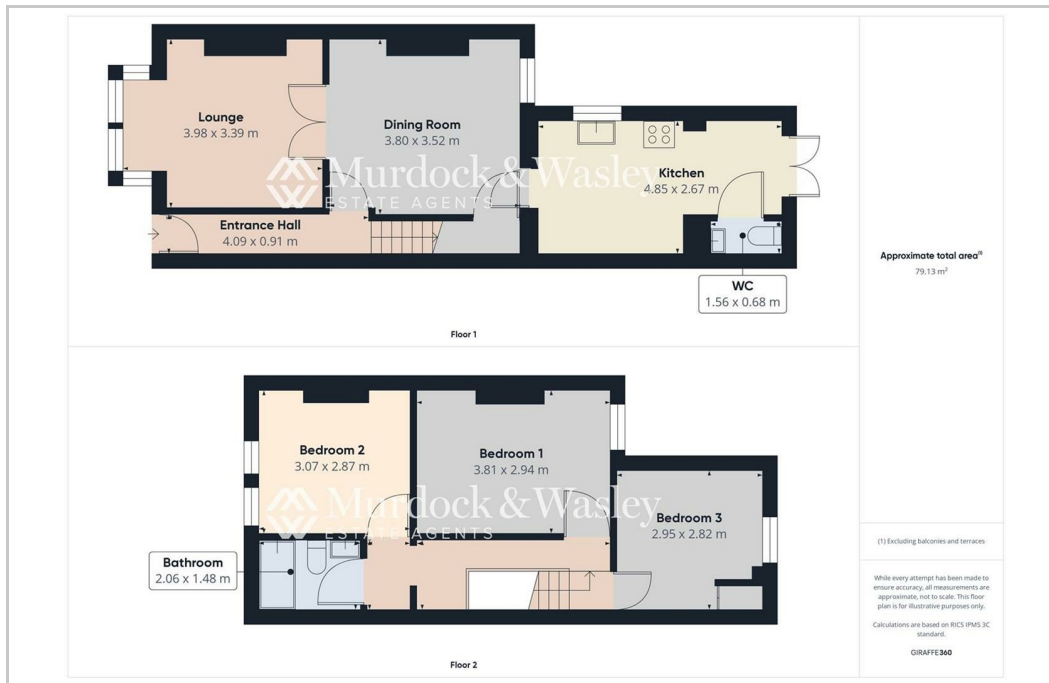 Lounge
3.98 x 3.39 m
Dining Room
3.80 x 3.52 m
Kitchen
4.85 x 2.67 m
Murdock & Wasley
ESTATE AGENTS
Entrance Hall
4.09 x 0.91 m
WC
1.56 x 0.68 m
Floor 1
Bedroom 2
3.07 x 2.87 m
Bedroom 1
3.81 x 2.94 m
Bedroom 3
2.95 x 2.82 m
Murdock & Wasley
ESTATE AGENTS
Bathroom
2.06 x 1.48 m
Floor 2
Approximate total area⁽¹⁾
79.13 m²
(1) Excluding balconies and terraces
While every attempt has been made to
ensure accuracy, all measurements are
approximate, not to scale. This floor
plan is for illustrative purposes only.
Calculations are based on RICS IPMS 3C
standard.
GIRAFFE360